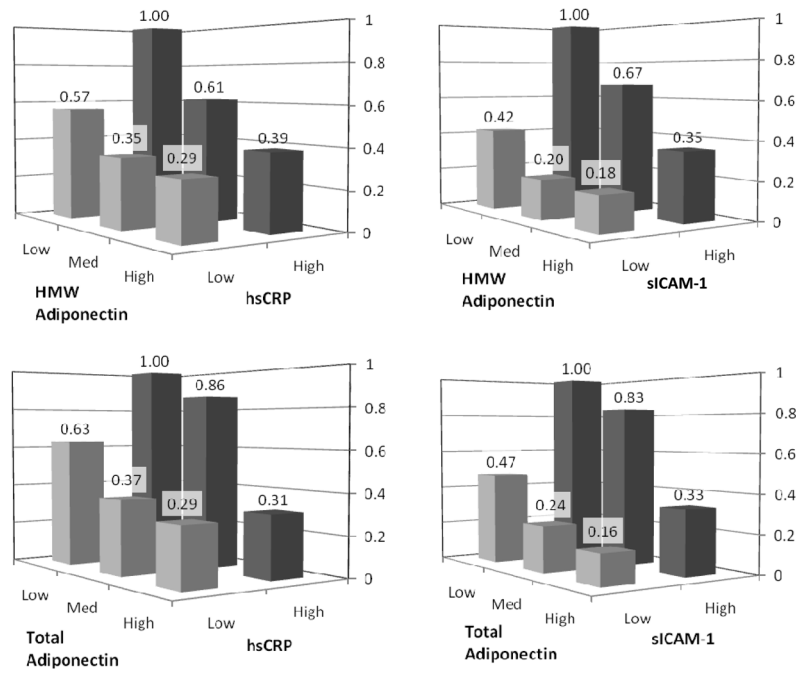 1.00
1
0.8
0.61
0.6
0.57
0.39
0.4
0.35
0.29
0.2
0
Low
Med
High
Low
High
HMW
Adiponectin
hsCRP
1.00
1
0.8
0.67
0.6
0.42
0.35
0.4
0.20
0.18
0.2
0
Low
Med
High
Low
High
HMW
Adiponectin
sICAM-1
1.00
1
0.86
0.8
0.63
0.6
0.37
0.31
0.4
0.29
0.2
0
Low
Med
High
Low
High
Total
Adiponectin
hsCRP
1.00
1
0.83
0.8
0.6
0.47
0.33
0.4
0.24
0.16
0.2
0
Low
Med
High
Low
High
Total
Adiponectin
sICAM-1